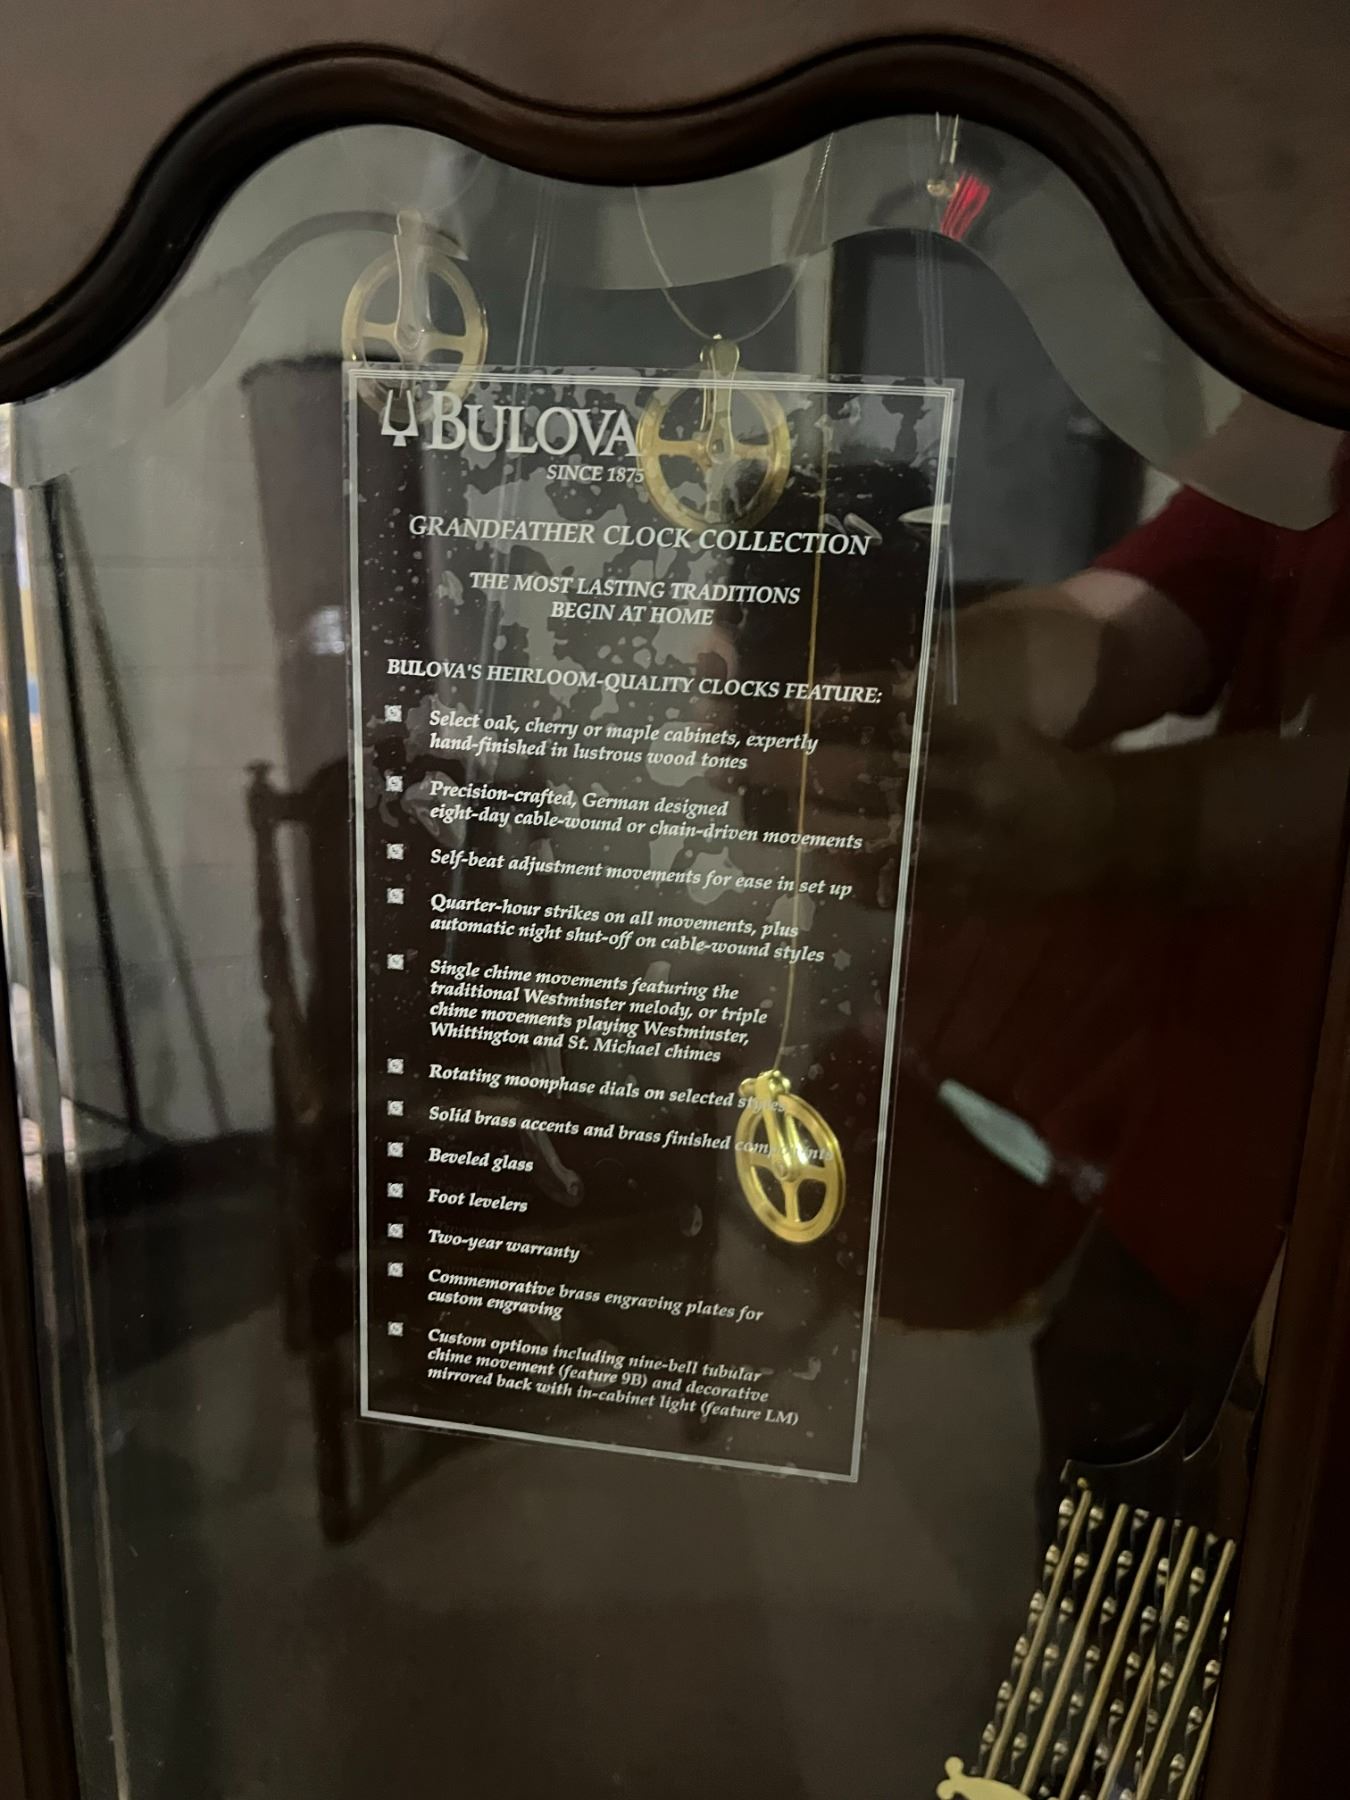 BULOVA
SINCE 1875
GRANDFATHER CLOCK COLLECTION
THE MOST LASTING TRADITIONS
BEGIN AT HOME
BULOVA'S HEIRLOOM-QUALITY CLOCKS FEATURE:
Select oak, cherry or maple cabinets, expertly
hand-finished in lustrous wood tones
Precision-crafted, German designed
eight-day cable-wound or chain-driven movements
Self-beat adjustment movements for ease in set up
Quarter-hour strikes on all movements, plus
automatic night shut-off on cable-wound styles
Single chime movements featuring the
traditional Westminster melody, or triple
chime movements playing Westminster,
Whittington and St. Michael chimes
Rotating moonphase dials on selected styles
Solid brass accents and brass finished components
Beveled glass
Foot levelers
Two-year warranty
Commemorative brass engraving plates for
custom engraving
Custom options including nine-bell tubular
chime movement (feature 9B) and decorative
mirrored back with in-cabinet light (feature LM)